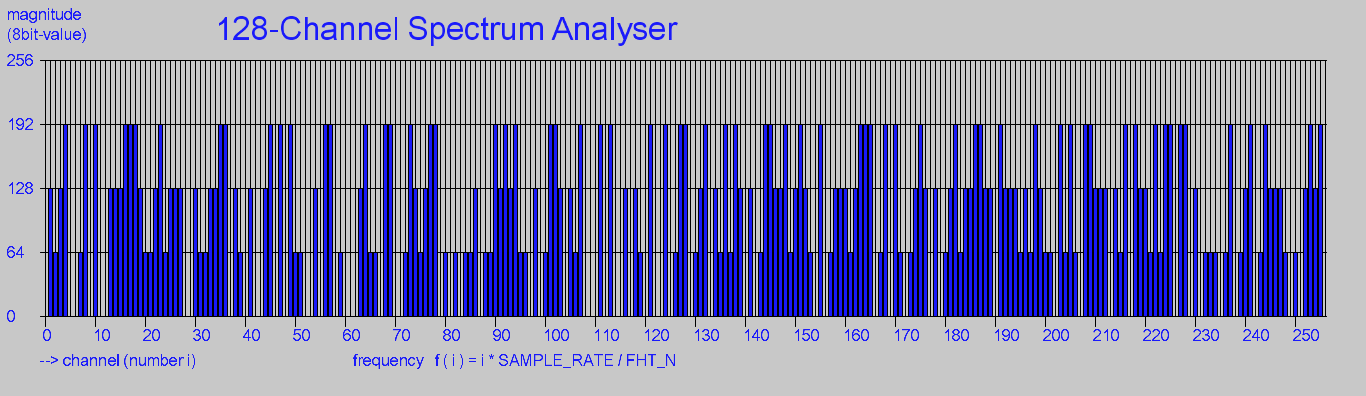 magnitude
(8bit-value)
128-Channel Spectrum Analyser
256
192
128
64
0
0 10 20 30 40 50 60 70 80 90 100 110 120 130 140 150 160 170 180 190 200 210 220 230 240 250
--> channel (number i)
frequency f ( i ) = i * SAMPLE_RATE / FHT_N